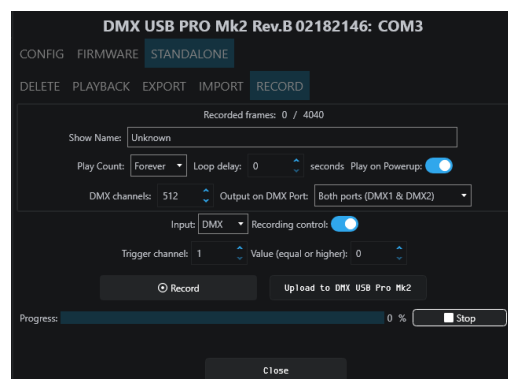 DMX USB PRO Mk2 Rev.B 02182146: COM3
CONFIG FIRMWARE STANDALONE
DELETE PLAYBACK EXPORT IMPORT RECORD
Recorded frames: 0 / 4040
Show Name: Unknown
Play Count: Forever Loop delay: 0 seconds Play on Powerup:
DMX channels: 512 Output on DMX Port: Both ports (DMX1 & DMX2)
Input: DMX Recording control:
Trigger channel: 1 Value (equal or higher): 0
Record Upload to DMX USB Pro Mk2
Progress: 0 % Stop
Close